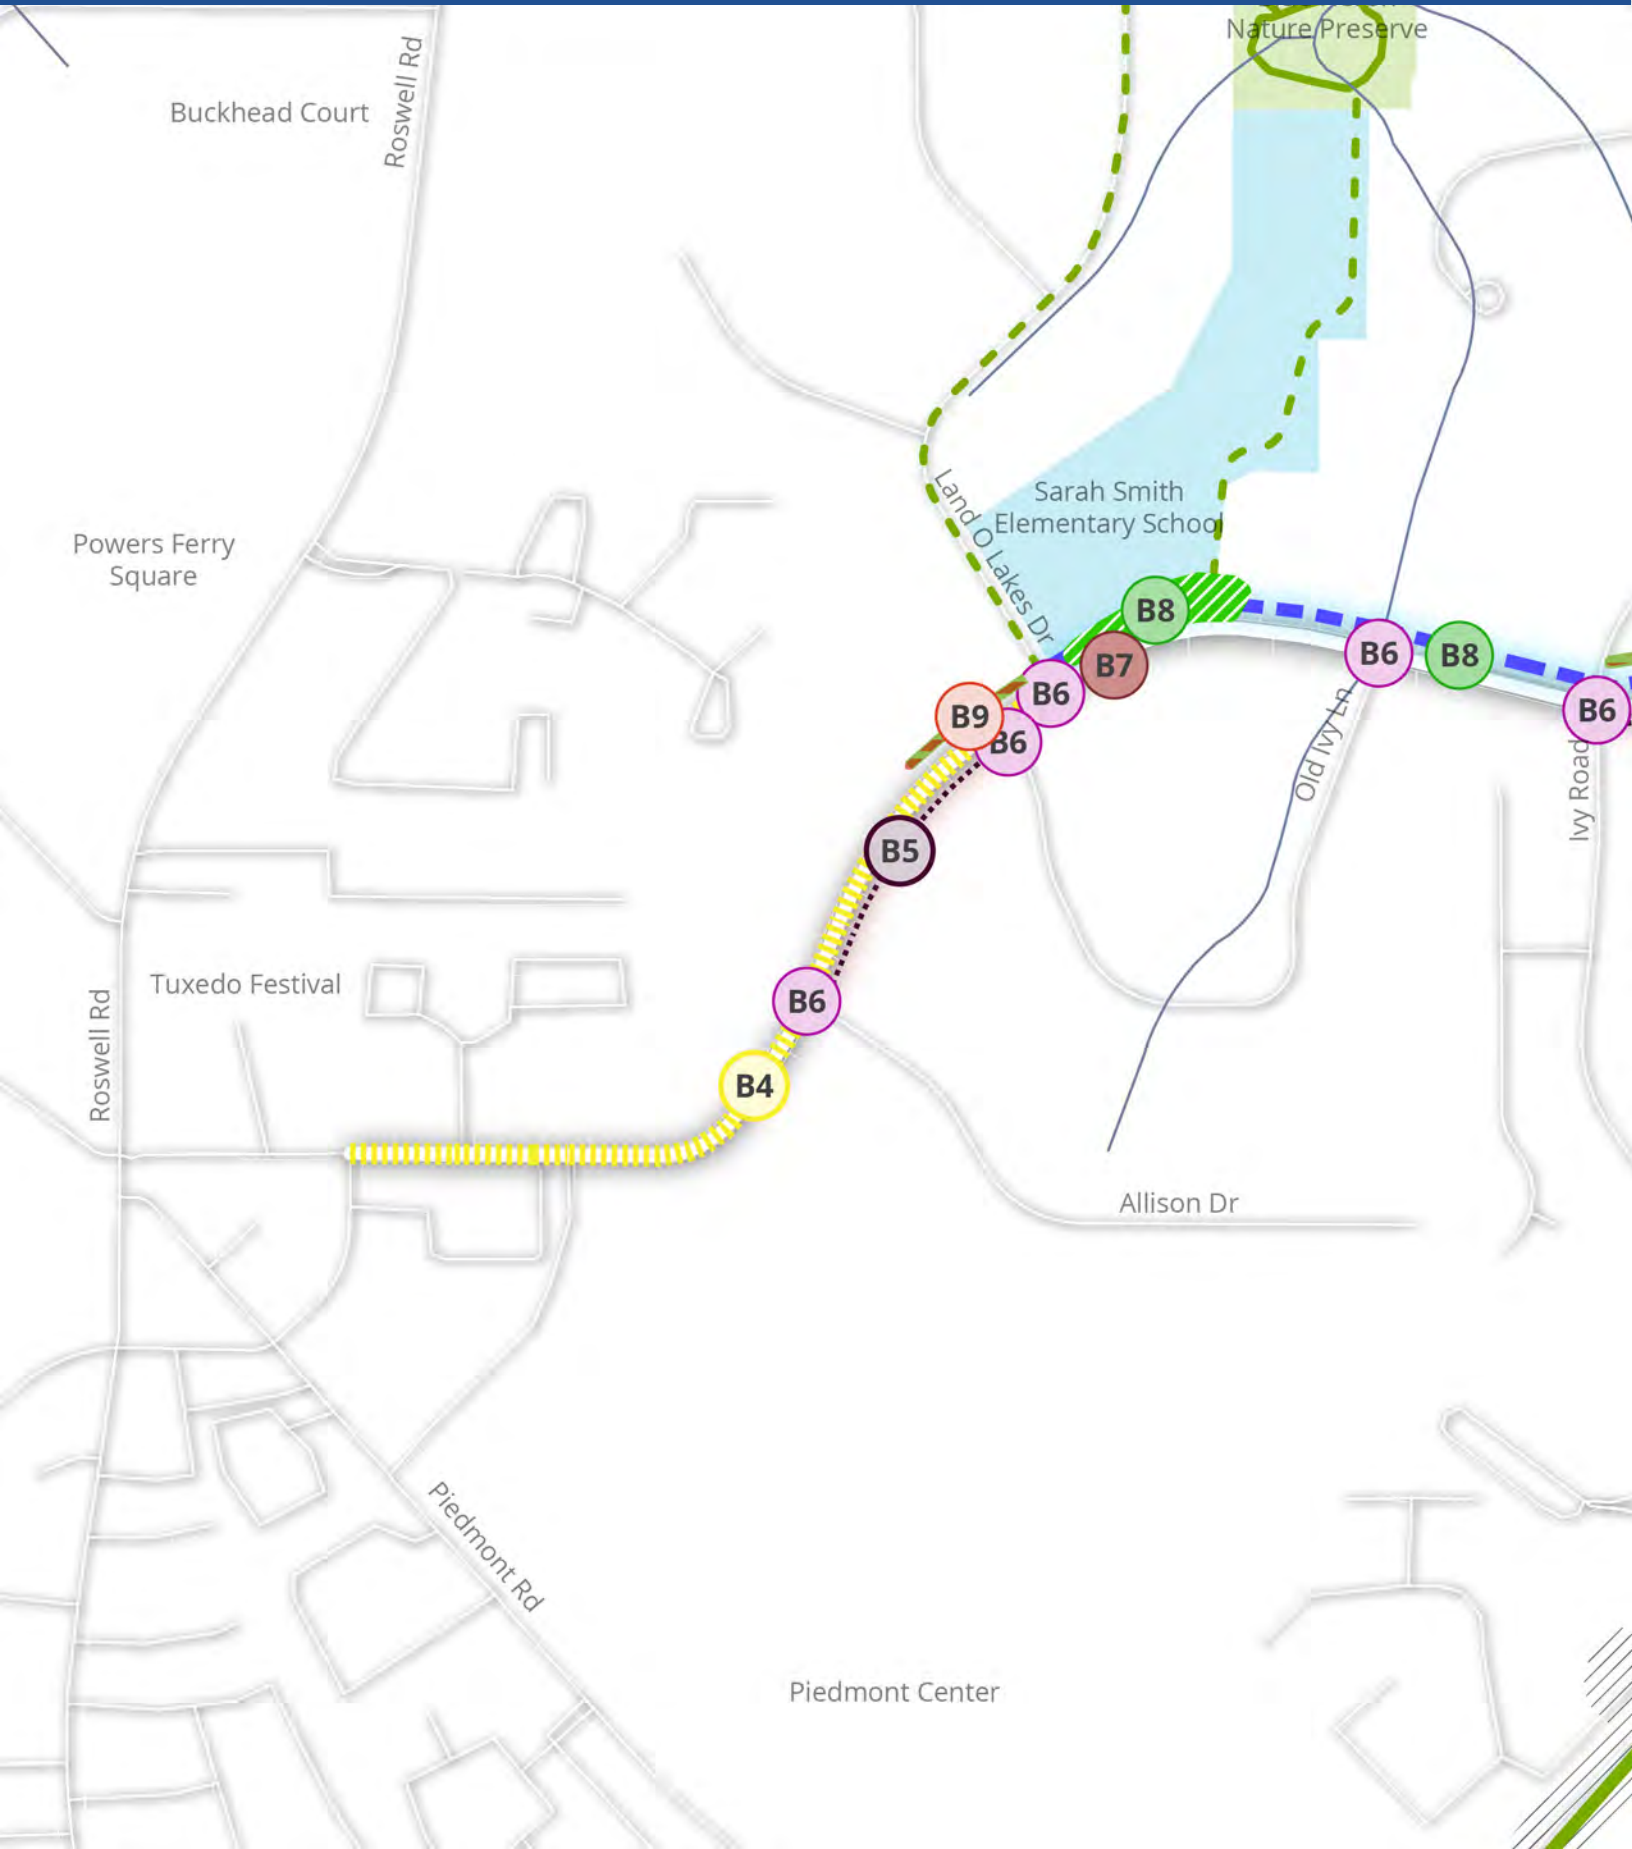 Nature Preserve
Roswell Rd
Buckhead Court
Land O Lakes Dr
Sarah Smith
Elementary School
Powers Ferry
Square
B8
B7
B6
B8
B6
B6
B9
B6
Old Ivy Ln
Ivy Road
B5
Tuxedo Festival
Roswell Rd
B6
B4
Allison Dr
Piedmont Rd
Piedmont Center